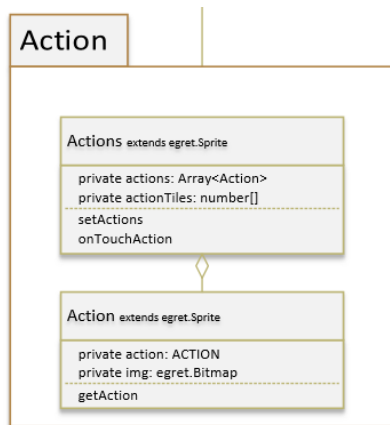 Action
Actions extends egret.Sprite
private actions: Array<Action>
private actionTiles: number[]
setActions
onTouchAction
Action extends egret.Sprite
private action: ACTION
private img: egret.Bitmap
getAction